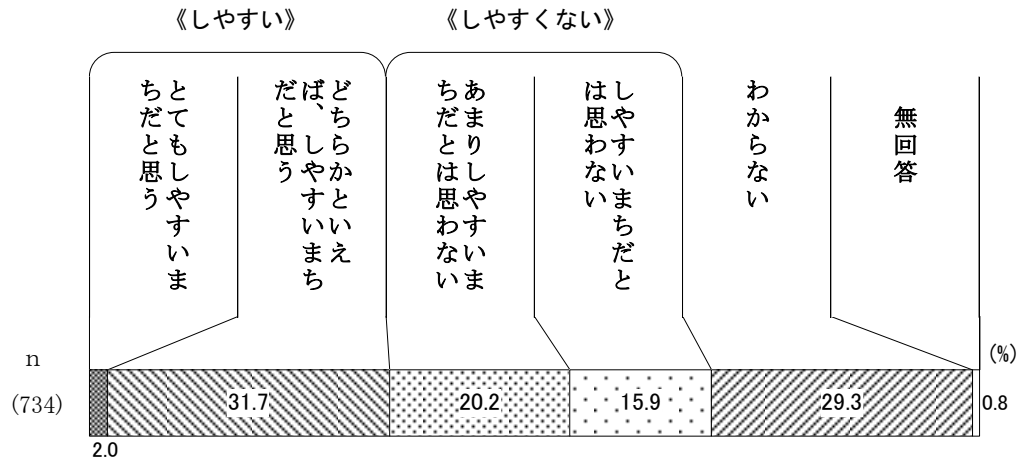 《しやすい》
《しやすくない》
とてもしやすいま
ちだと思う
どちらかといえ
ば、しやすいまち
だと思う
あまりしやすいま
ちだとは思わない
しやすいまちだと
は思わない
わからない
無回答
n
(%)
(734)
31.7
20.2
15.9
29.3
0.8
2.0